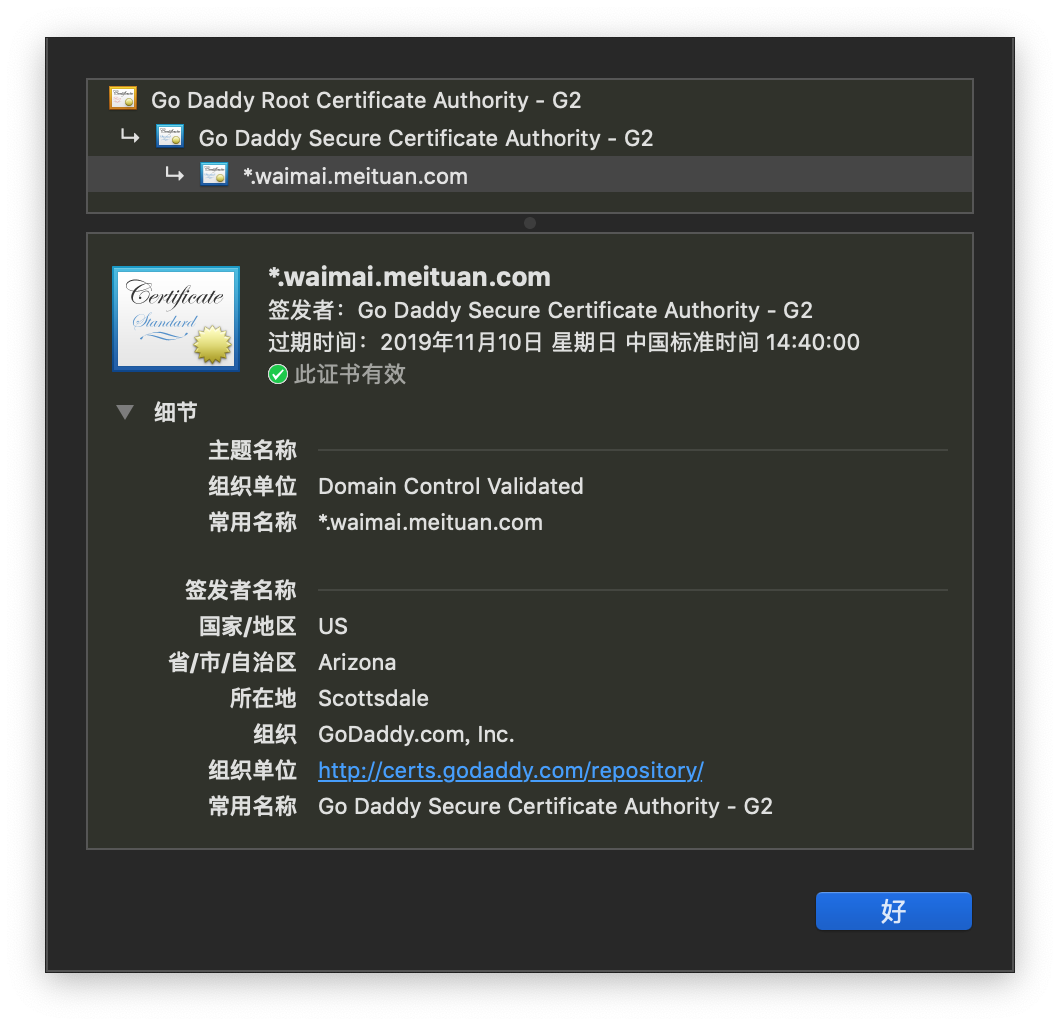 Go Daddy Root Certificate Authority - G2
Go Daddy Secure Certificate Authority - G2
*.waimai.meituan.com
Certificate
Standard
*.waimai.meituan.com
签发者：Go Daddy Secure Certificate Authority - G2
过期时间：2019年11月10日 星期日 中国标准时间 14:40:00
此证书有效
细节
主题名称
组织单位 Domain Control Validated
常用名称 *.waimai.meituan.com
签发者名称
国家/地区 US
省/市/自治区 Arizona
所在地 Scottsdale
组织 GoDaddy.com, Inc.
组织单位 http://certs.godaddy.com/repository/
常用名称 Go Daddy Secure Certificate Authority - G2
好